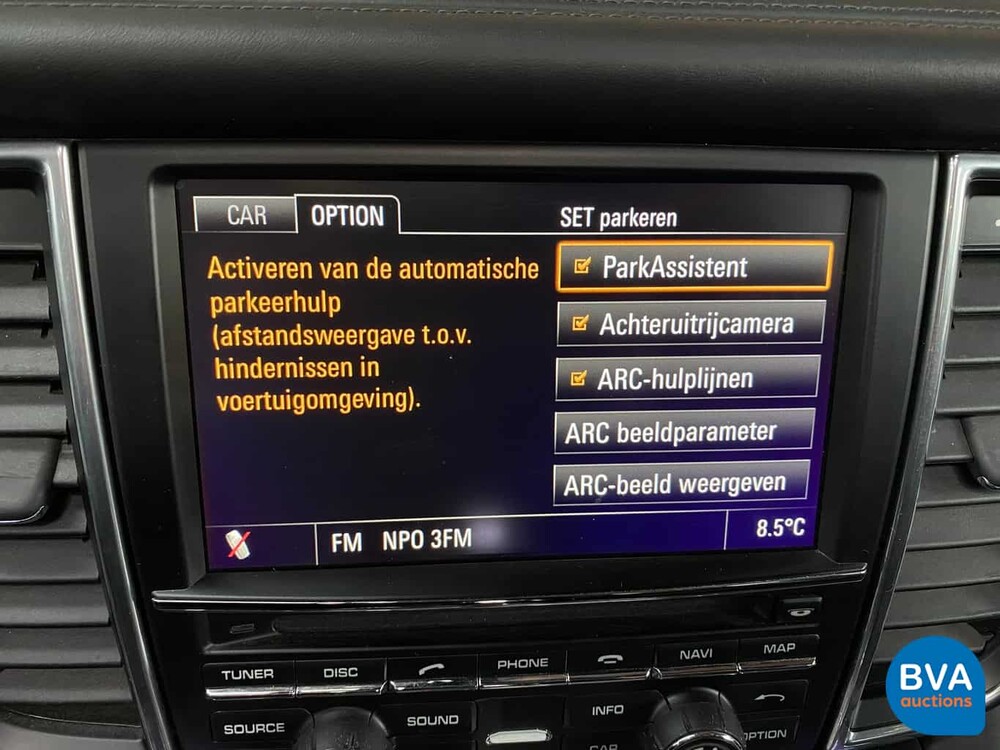 CAR OPTION SET parkeren
Activeren van de automatische
parkeerhulp
(afstandsweergave t.o.v.
hindernissen in
voertuigomgeving).
ParkAssistent
Achteruitrijcamera
ARC-hulplijnen
ARC beeldparameter
ARC-beeld weergeven
FM NPO 3FM 8.5°C
TUNER DISC PHONE NAVI MAP
SOURCE SOUND INFO
CAR OPTION
BVA
auctions